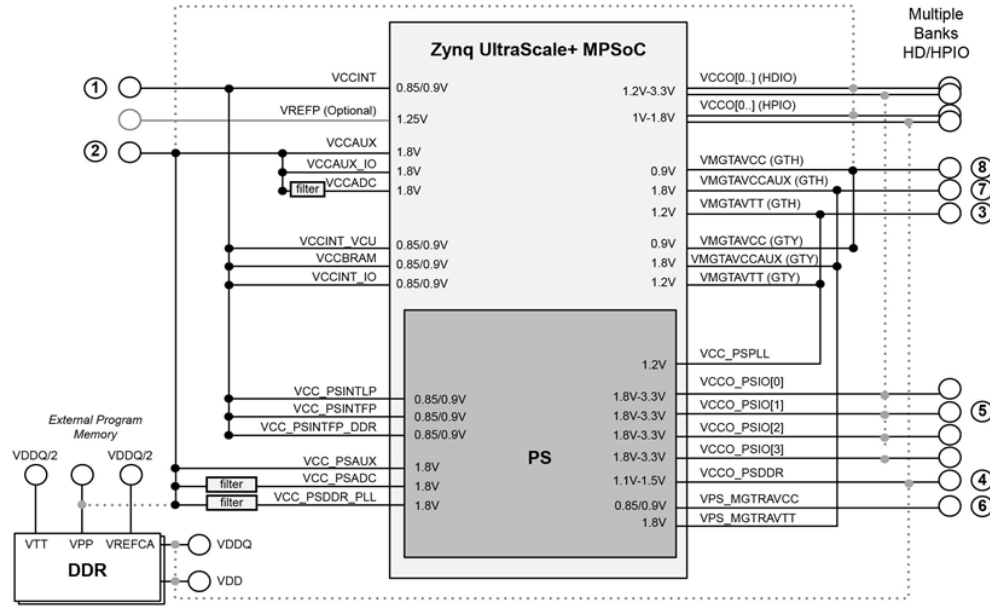 Multiple
Banks
HD/HPIO
Zynq UltraScale+ MPSoC
1
VCCINT
0.85/0.9V
VREFP (Optional)
1.25V
2
VCCAUX
1.8V
VCCAUX_IO
1.8V
filter
VCCADC
1.8V
VCCINT_VCU
0.85/0.9V
VCCBRAM
0.85/0.9V
VCCINT_IO
0.85/0.9V
1.2V-3.3V
VCCO[0..] (HDIO)
1V-1.8V
VCCO[0..] (HPIO)
0.9V
VMGTAVCC (GTH)
8
1.8V
VMGTAVCCAUX (GTH)
7
1.2V
VMGTAVTT (GTH)
3
0.9V
VMGTAVCC (GTY)
1.8V
VMGTAVCCAUX (GTY)
1.2V
VMGTAVTT (GTY)
PS
VCC_PSINTLP
0.85/0.9V
VCC_PSINTFP
0.85/0.9V
VCC_PSINTFP_DDR
0.85/0.9V
VCC_PSAUX
1.8V
filter
VCC_PSADC
1.8V
filter
VCC_PSDDR_PLL
1.8V
1.2V
VCC_PSPLL
1.8V-3.3V
VCCO_PSIO[0]
1.8V-3.3V
VCCO_PSIO[1]
5
1.8V-3.3V
VCCO_PSIO[2]
1.8V-3.3V
VCCO_PSIO[3]
1.1V-1.5V
VCCO_PSDDR
4
0.85/0.9V
VPS_MGTRAVCC
6
1.8V
VPS_MGTRAVTT
External Program
Memory
VDDQ/2
VDDQ/2
VTT
VPP
VREFCA
DDR
VDDQ
VDD